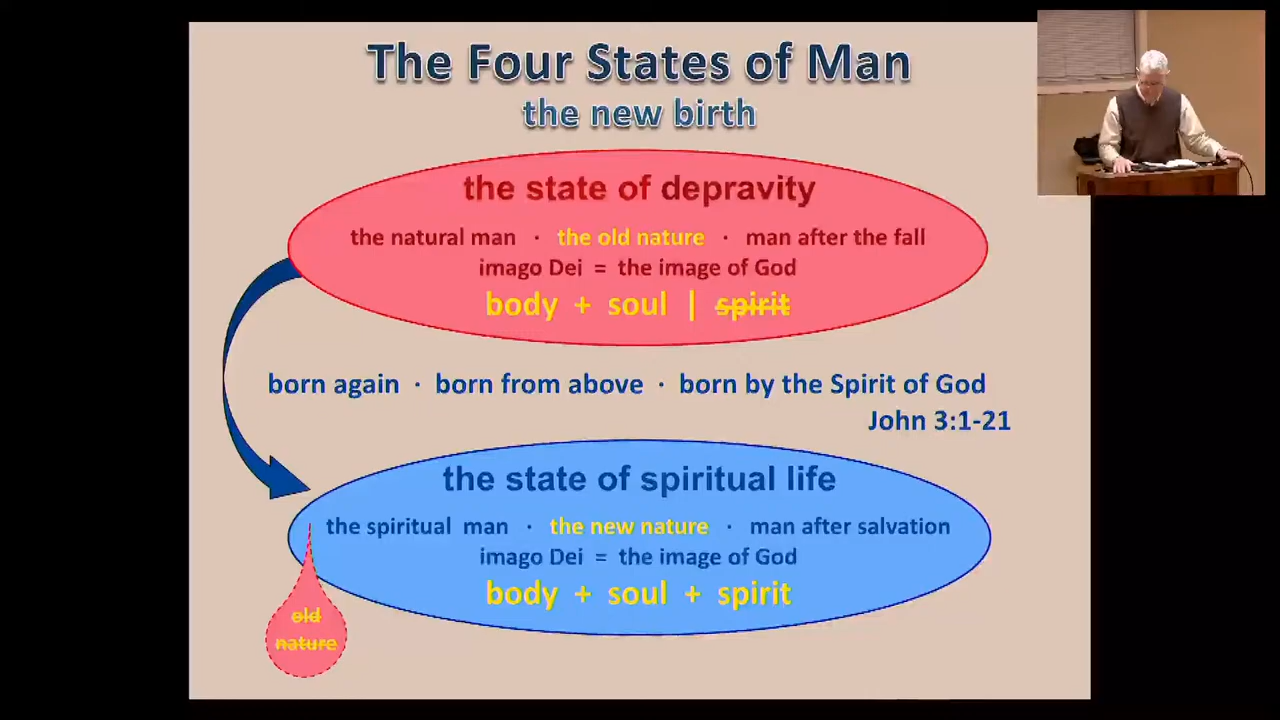 The Four States of Man
the new birth
the state of depravity
the natural man · the old nature · man after the fall
imago Dei = the image of God
body + soul | spirit
born again · born from above · born by the Spirit of God
John 3:1-21
the state of spiritual life
the spiritual man · the new nature · man after salvation
imago Dei = the image of God
body + soul + spirit
old
nature